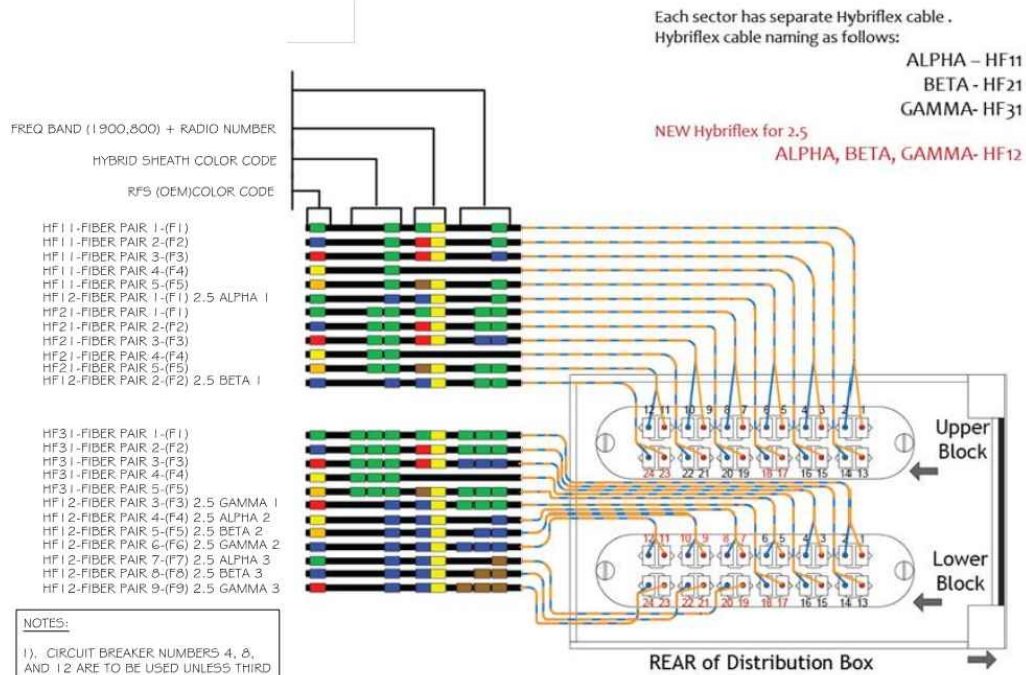 Each sector has separate Hybriflex cable .
Hybriflex cable naming as follows:
ALPHA – HF11
BETA - HF21
GAMMA- HF31
NEW Hybriflex for 2.5
ALPHA, BETA, GAMMA- HF12
FREQ BAND (1900,800) + RADIO NUMBER
HYBRID SHEATH COLOR CODE
RFS (OEM)COLOR CODE
HF11-FIBER PAIR 1-(F1)
HF11-FIBER PAIR 2-(F2)
HF11-FIBER PAIR 3-(F3)
HF11-FIBER PAIR 4-(F4)
HF11-FIBER PAIR 5-(F5)
HF12-FIBER PAIR 1-(F1) 2.5 ALPHA 1
HF21-FIBER PAIR 1-(F1)
HF21-FIBER PAIR 2-(F2)
HF21-FIBER PAIR 3-(F3)
HF21-FIBER PAIR 4-(F4)
HF21-FIBER PAIR 5-(F5)
HF12-FIBER PAIR 2-(F2) 2.5 BETA 1
12 11 10 9 8 7 6 5 4 3 2 1
24 23 22 21 20 19 18 17 16 15 14 13
Upper
Block
HF31-FIBER PAIR 1-(F1)
HF31-FIBER PAIR 2-(F2)
HF31-FIBER PAIR 3-(F3)
HF31-FIBER PAIR 4-(F4)
HF31-FIBER PAIR 5-(F5)
HF12-FIBER PAIR 3-(F3) 2.5 GAMMA 1
HF12-FIBER PAIR 4-(F4) 2.5 ALPHA 2
HF12-FIBER PAIR 5-(F5) 2.5 BETA 2
HF12-FIBER PAIR 6-(F6) 2.5 GAMMA 2
HF12-FIBER PAIR 7-(F7) 2.5 ALPHA 3
HF12-FIBER PAIR 8-(F8) 2.5 BETA 3
HF12-FIBER PAIR 9-(F9) 2.5 GAMMA 3
12 11 10 9 8 7 6 5 4 3 2 1
24 23 22 21 20 19 18 17 16 15 14 13
Lower
Block
NOTES:
1). CIRCUIT BREAKER NUMBERS 4, 8,
AND 12 ARE TO BE USED UNLESS THIRD
REAR of Distribution Box